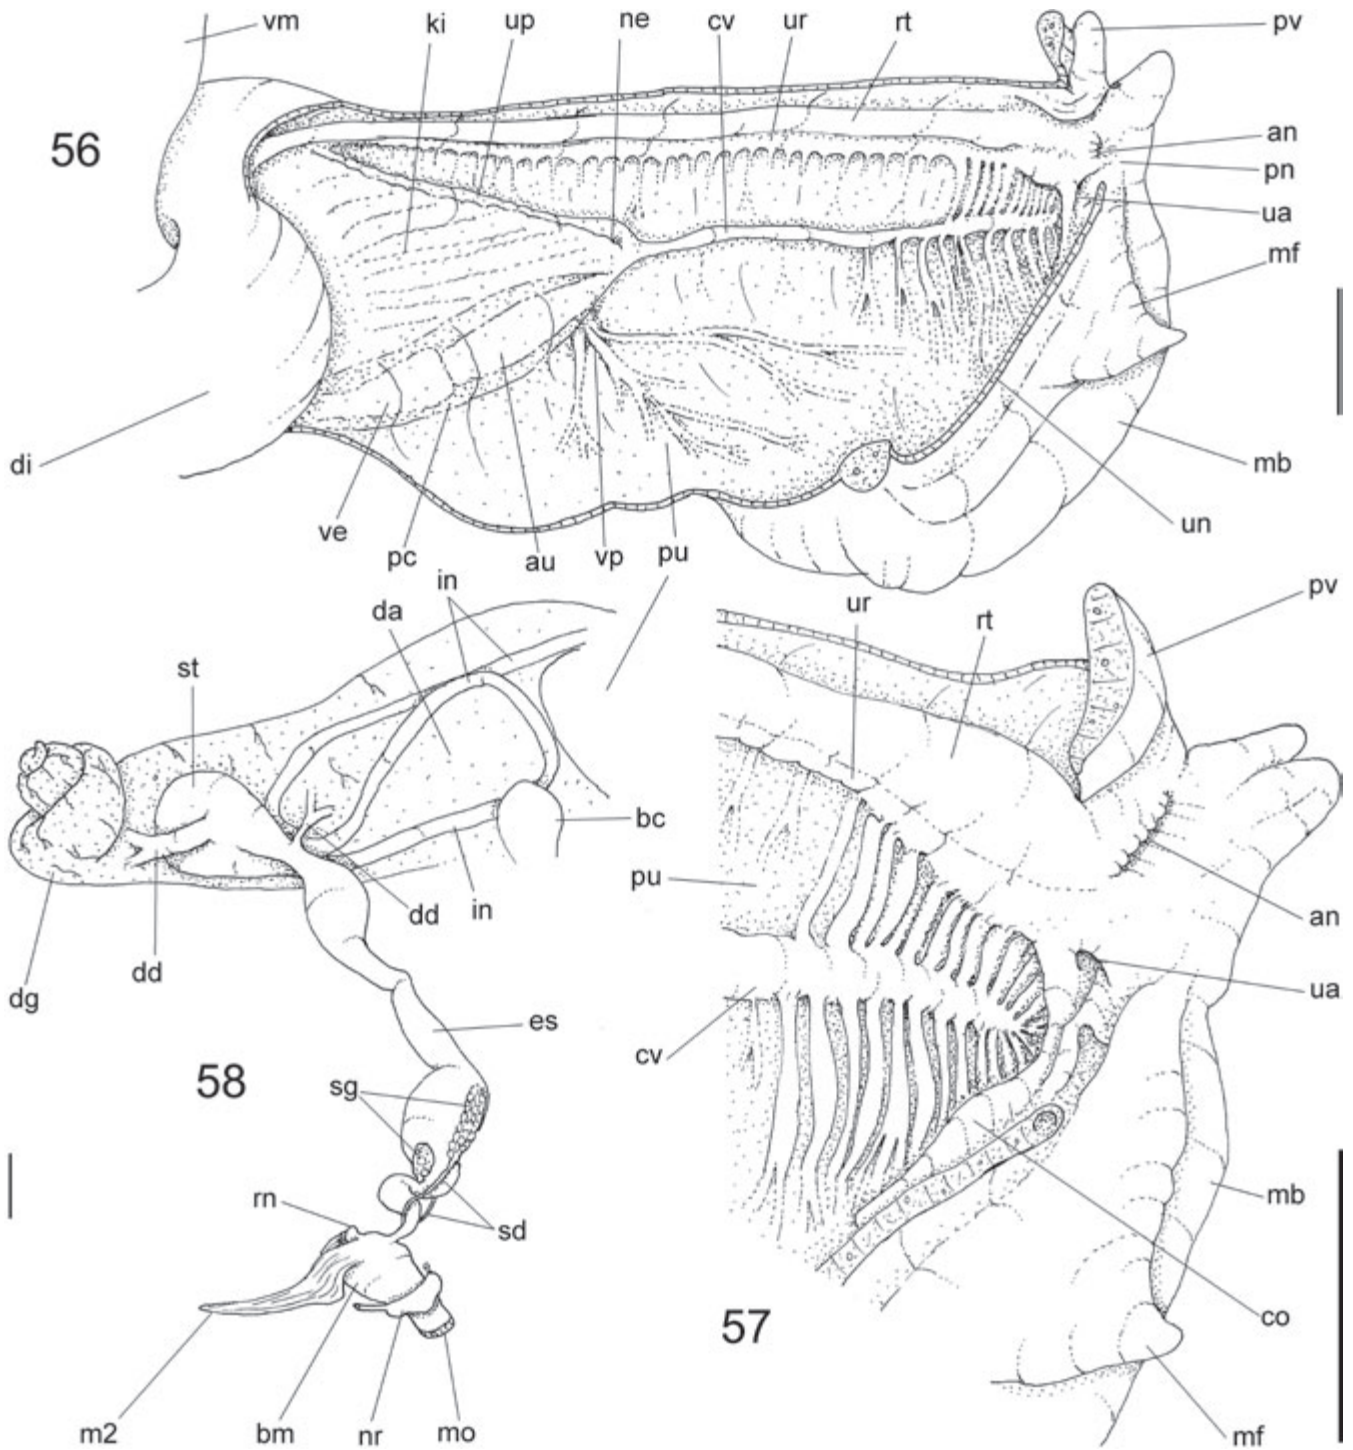 vm
ki
up
ne
cv
ur
rt
pv
56
an
pn
ua
mf
di
mb
un
ve
pc
au
vp
pu
in
da
st
ur
rt
pv
bc
pu
dd
in
an
dd
dg
ua
es
cv
58
sg
rn
sd
mb
57
co
m2
bm
nr
mo
mf